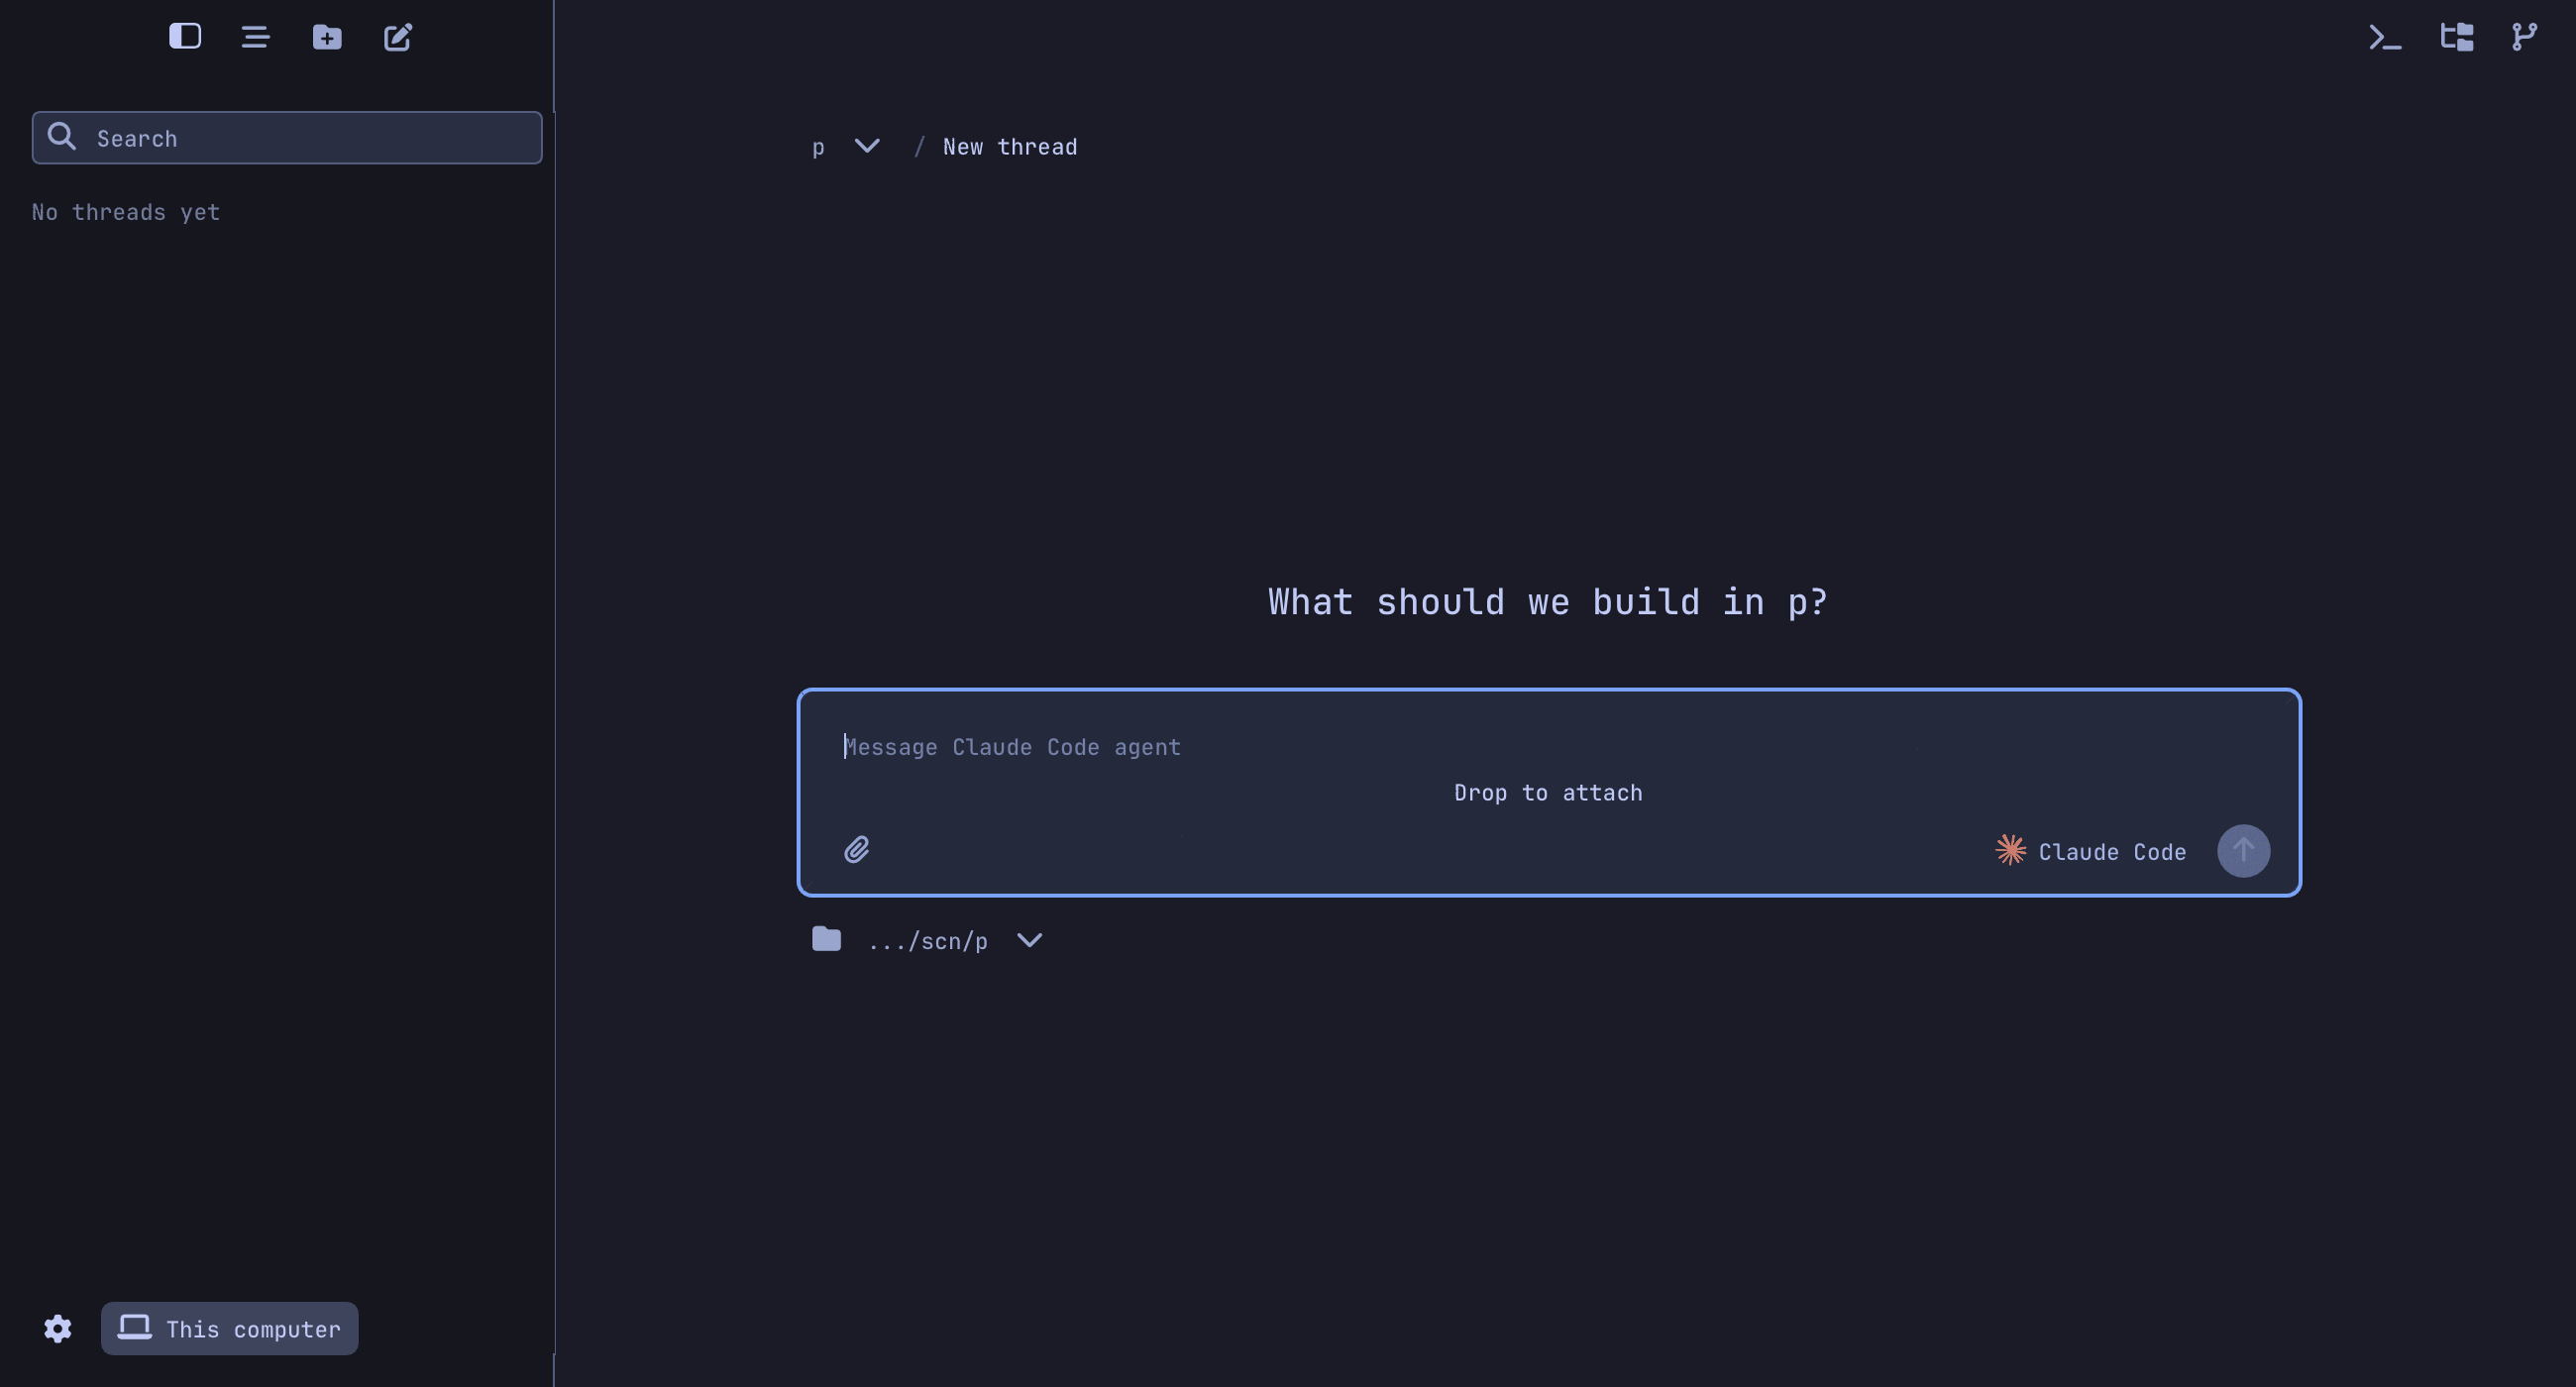 Search
No threads yet
p / New thread
What should we build in p?
Message Claude Code agent
Drop to attach
Claude Code
.../scn/p
This computer